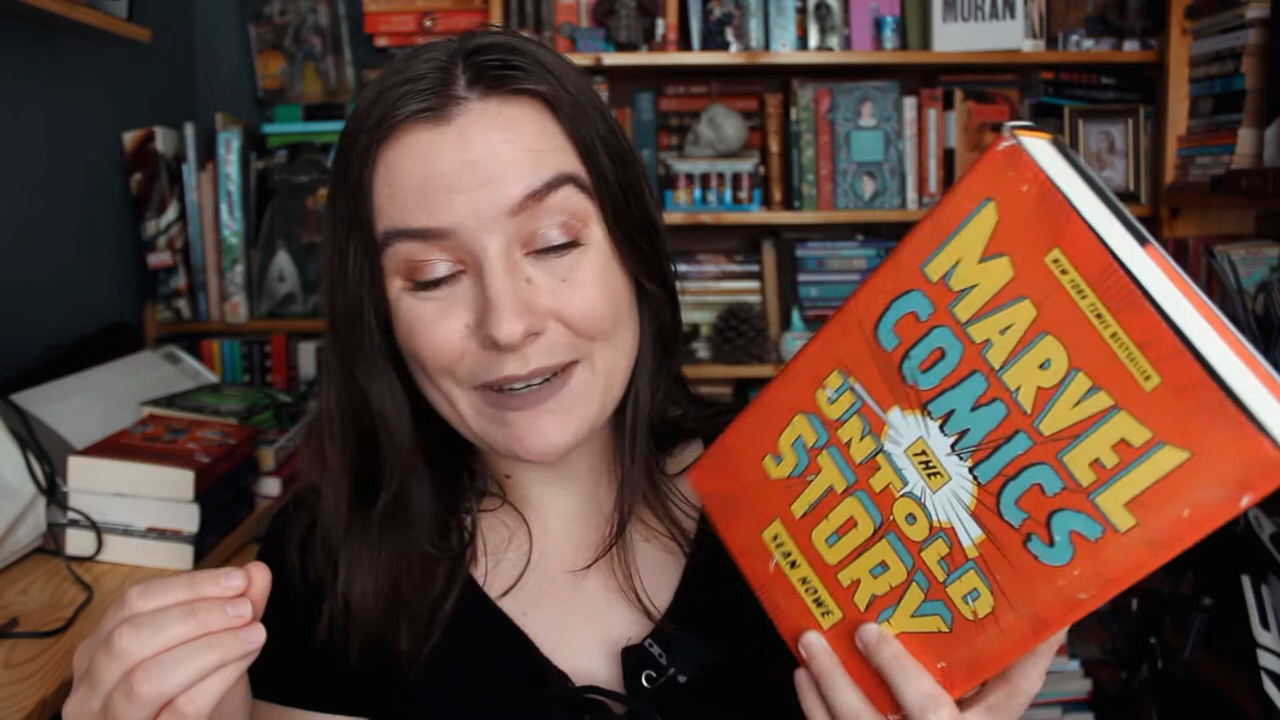 MORAN
NEW YORK TIMES BESTSELLER
MARVEL
COMICS
THE
UNTOLD
STORY
SEAN HOWE